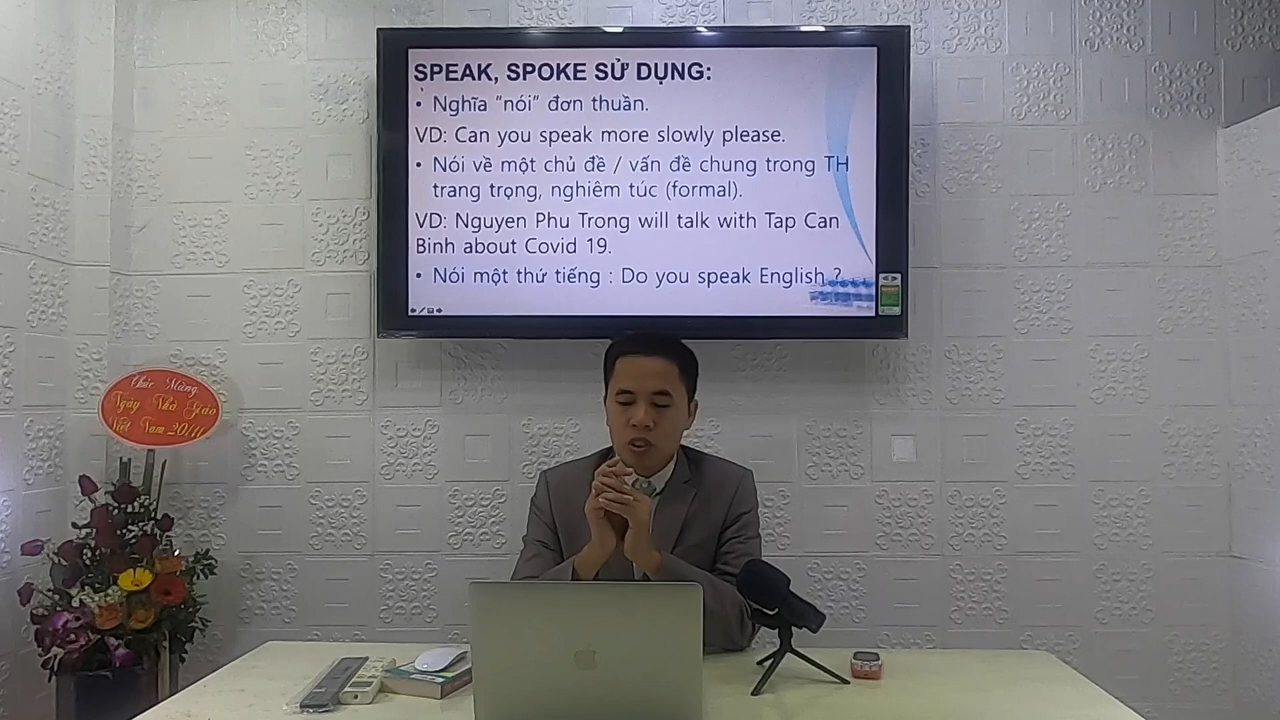 SPEAK, SPOKE SỬ DỤNG:
• Nghĩa "nói" đơn thuần.
VD: Can you speak more slowly please.
• Nói về một chủ đề / vấn đề chung trong TH
trang trọng, nghiêm túc (formal).
VD: Nguyen Phu Trong will talk with Tap Can
Binh about Covid 19.
• Nói một thứ tiếng : Do you speak English ?
Chúc Mừng
Ngày Nhà Giáo
Việt Nam 20/11